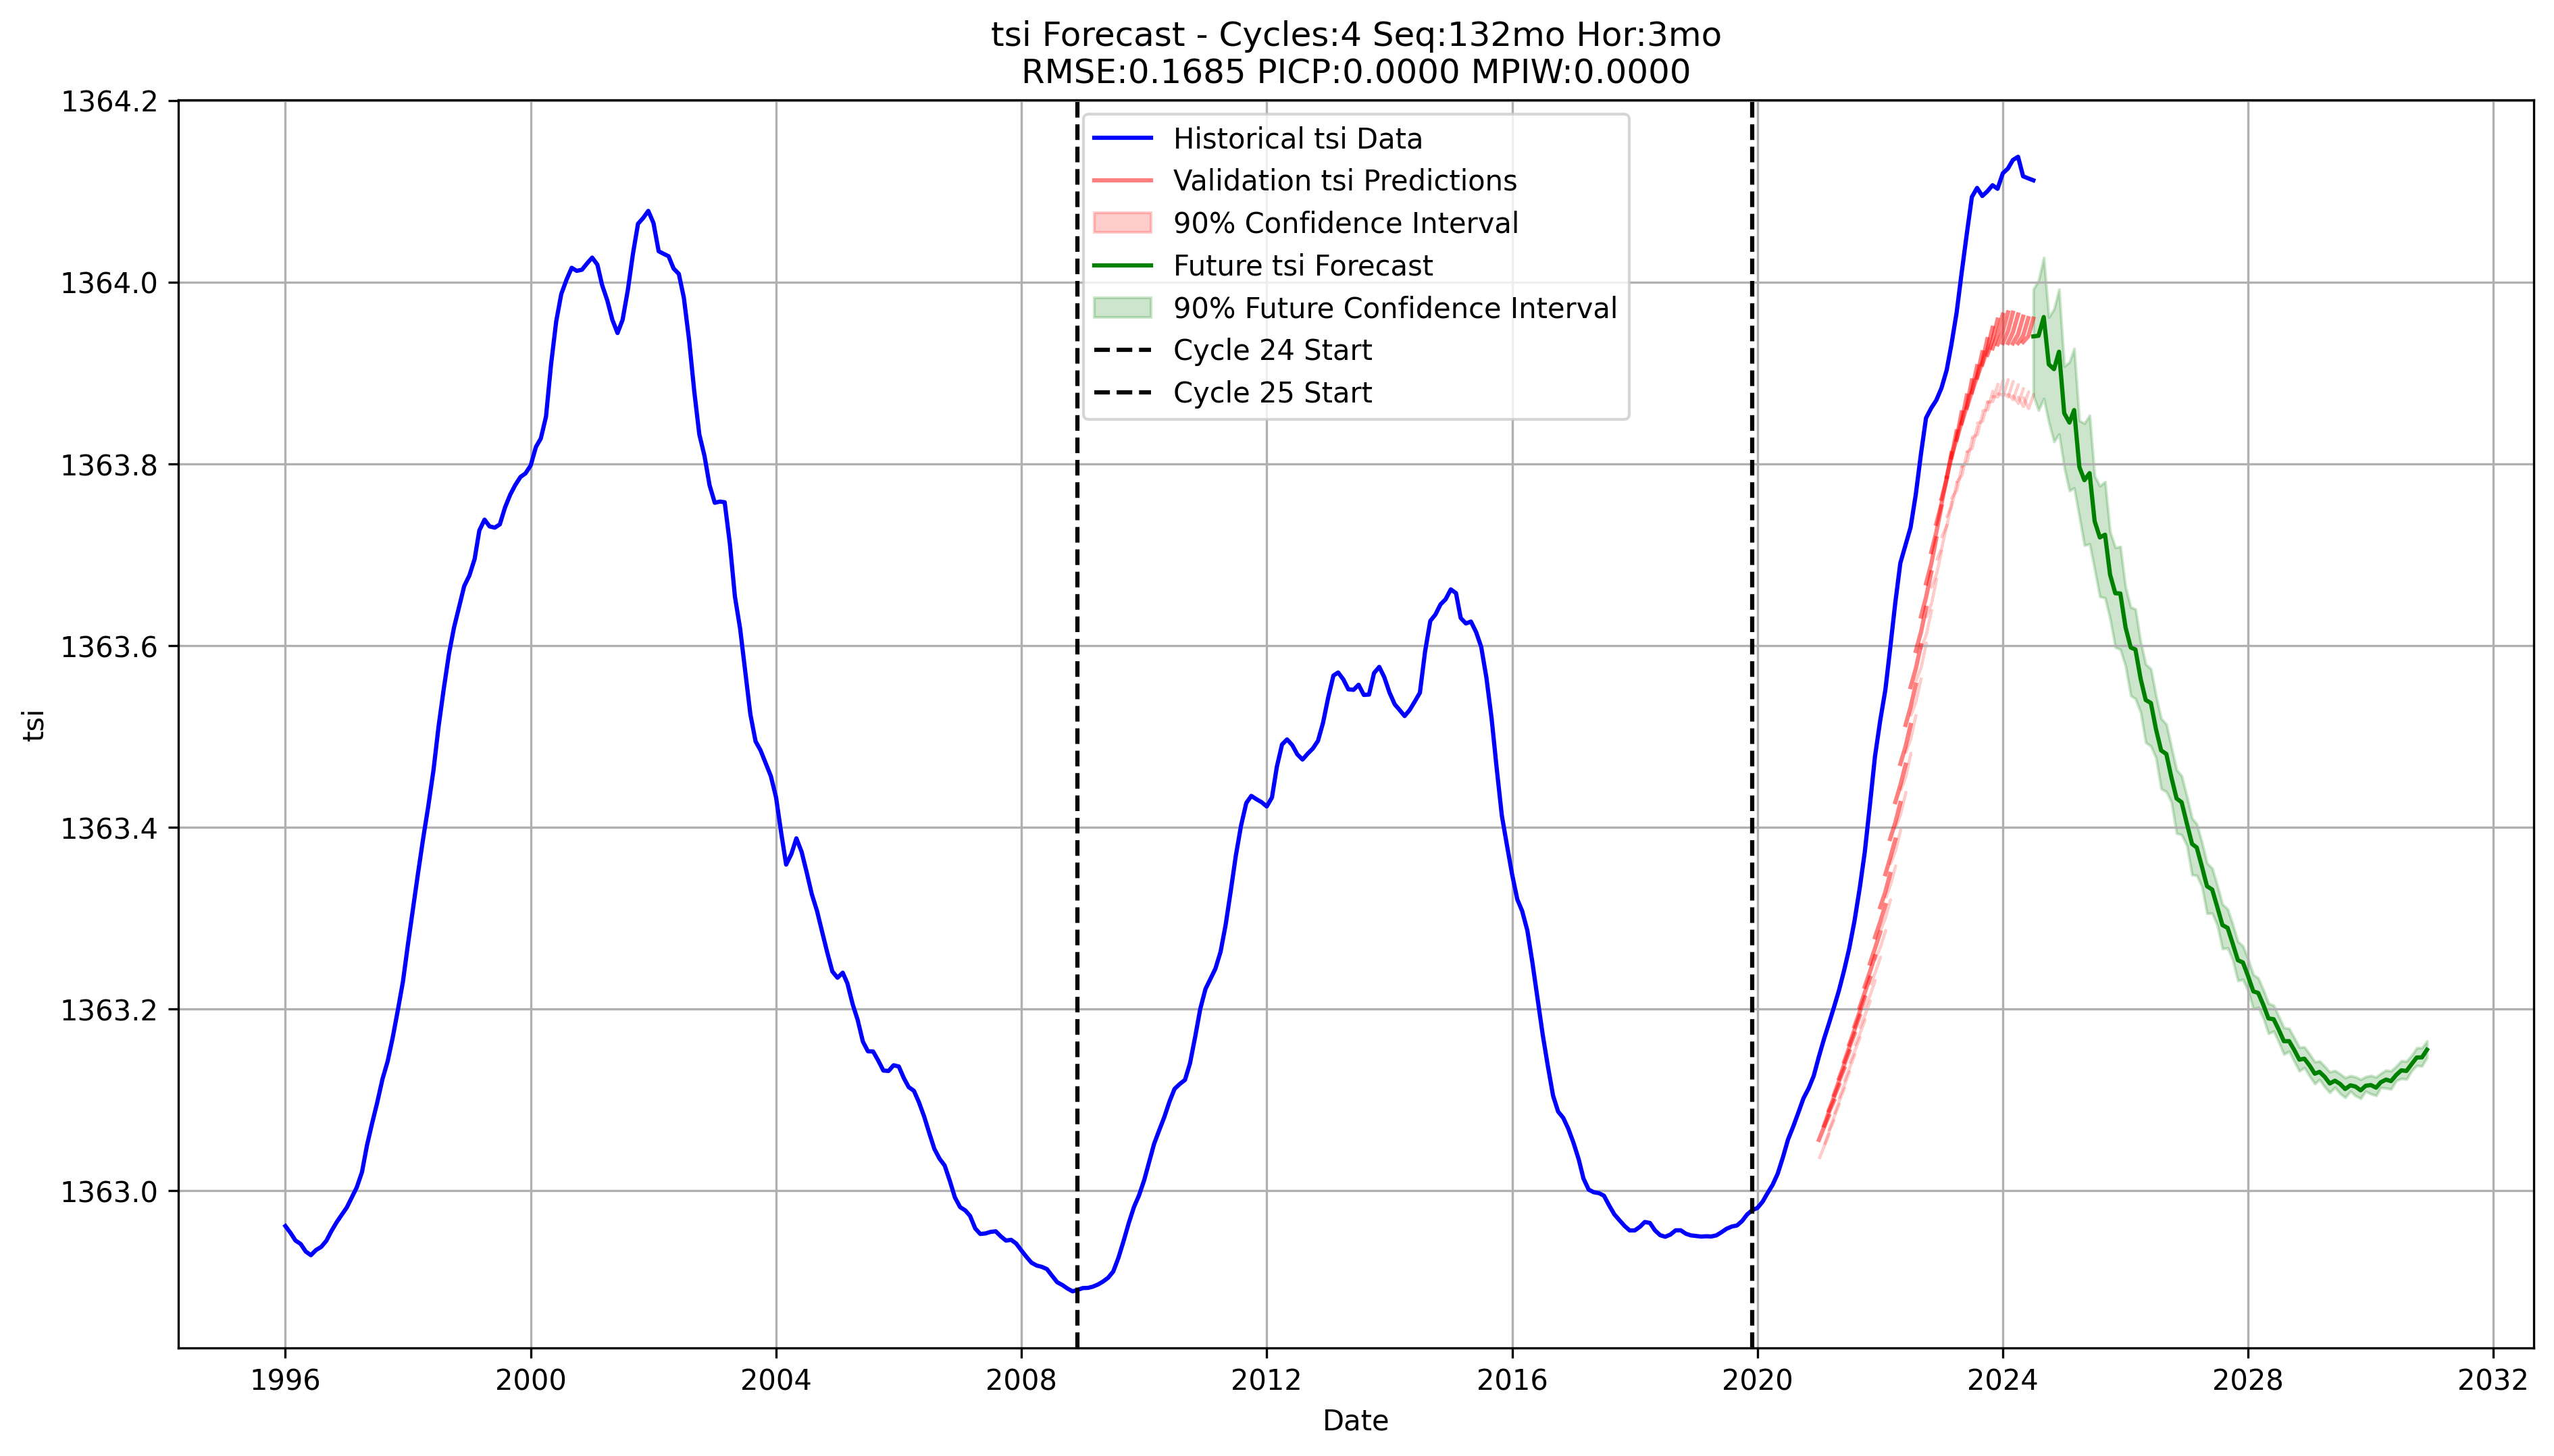 tsi Forecast - Cycles:4 Seq:132mo Hor:3mo
RMSE:0.1685 PICP:0.0000 MPIW:0.0000
1364.2
1364.0
1363.8
1363.6
1363.4
1363.2
1363.0
tsi
Historical tsi Data
Validation tsi Predictions
90% Confidence Interval
Future tsi Forecast
90% Future Confidence Interval
Cycle 24 Start
Cycle 25 Start
1996 2000 2004 2008 2012 2016 2020 2024 2028 2032
Date